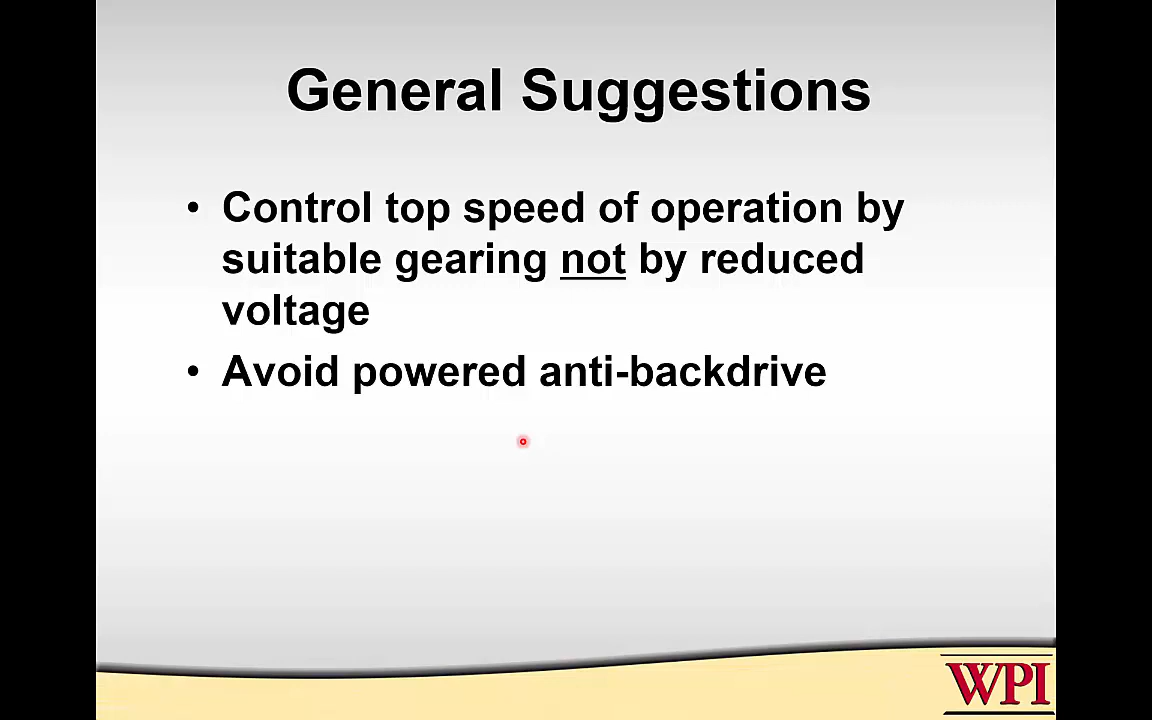 General Suggestions
• Control top speed of operation by
suitable gearing not by reduced
voltage
• Avoid powered anti-backdrive
WPI